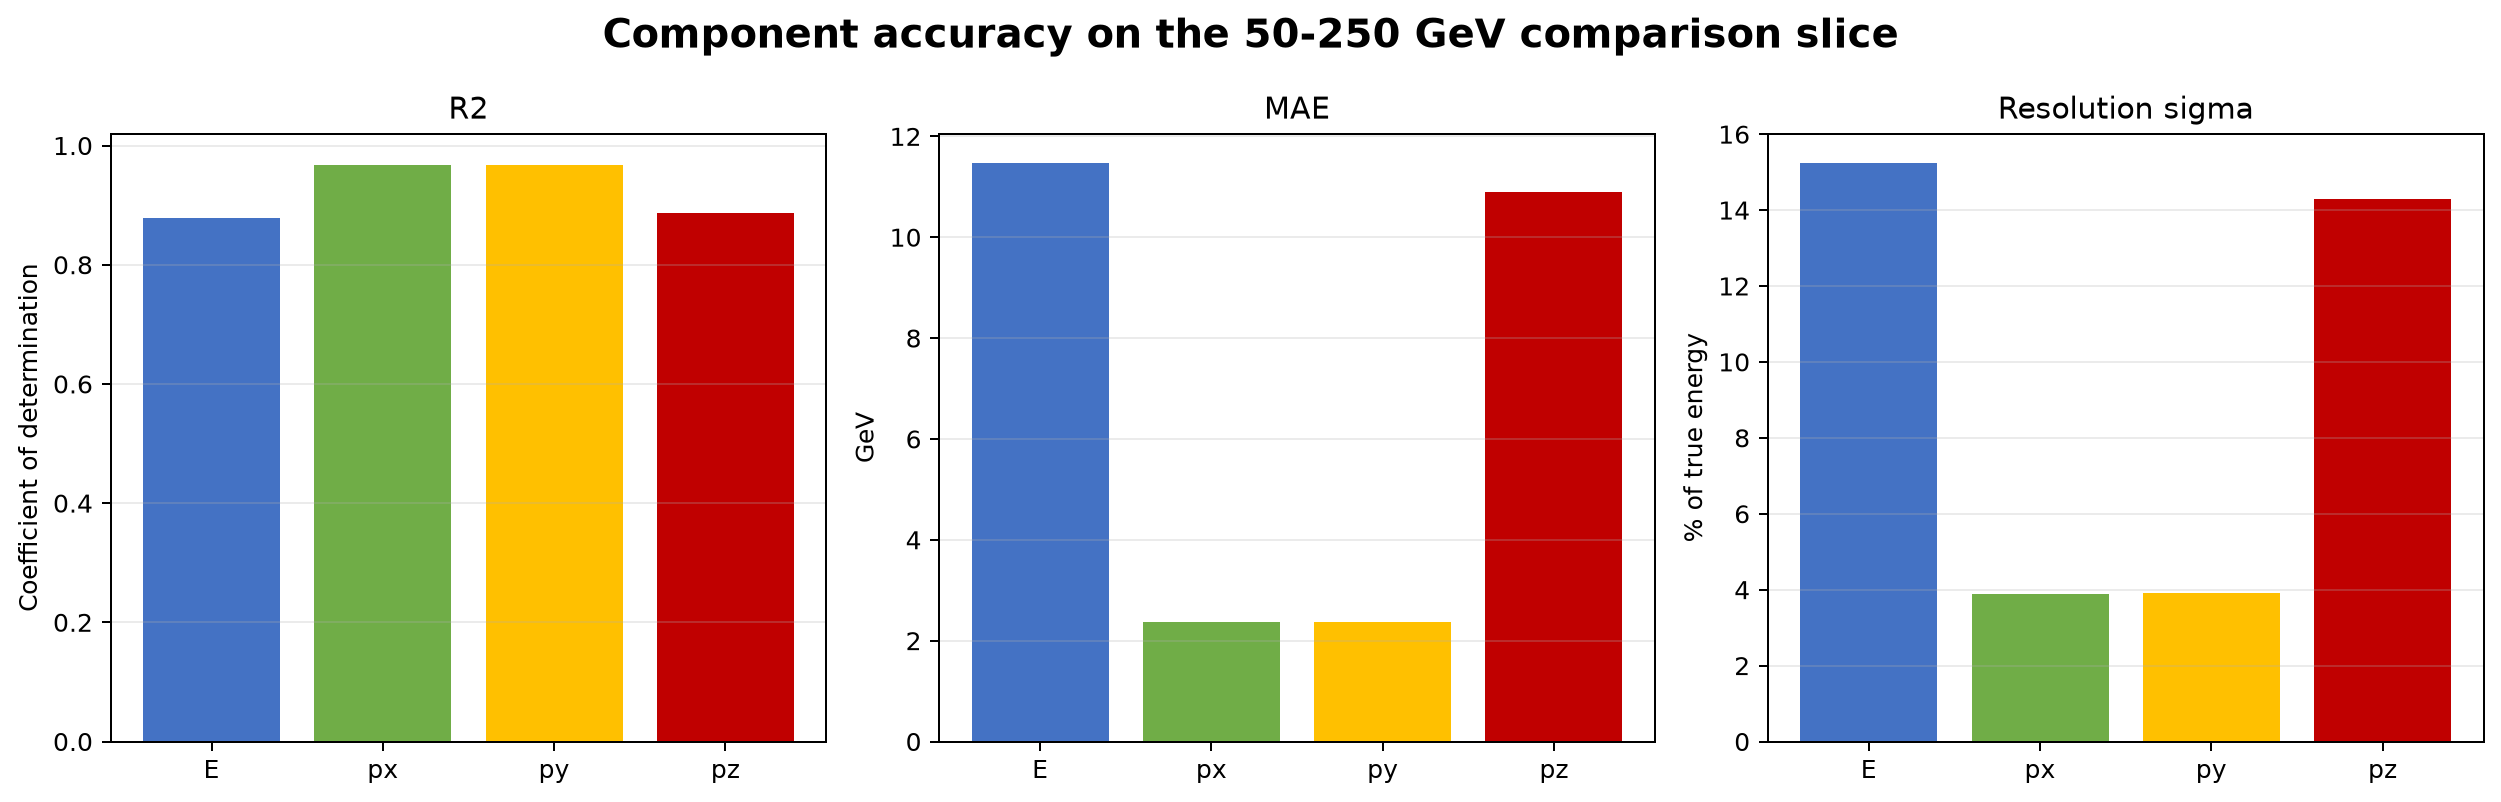 Component accuracy on the 50-250 GeV comparison slice
R2
Coefficient of determination
1.0
0.8
0.6
0.4
0.2
0.0
E px py pz
MAE
GeV
12
10
8
6
4
2
0
E px py pz
Resolution sigma
% of true energy
16
14
12
10
8
6
4
2
0
E px py pz